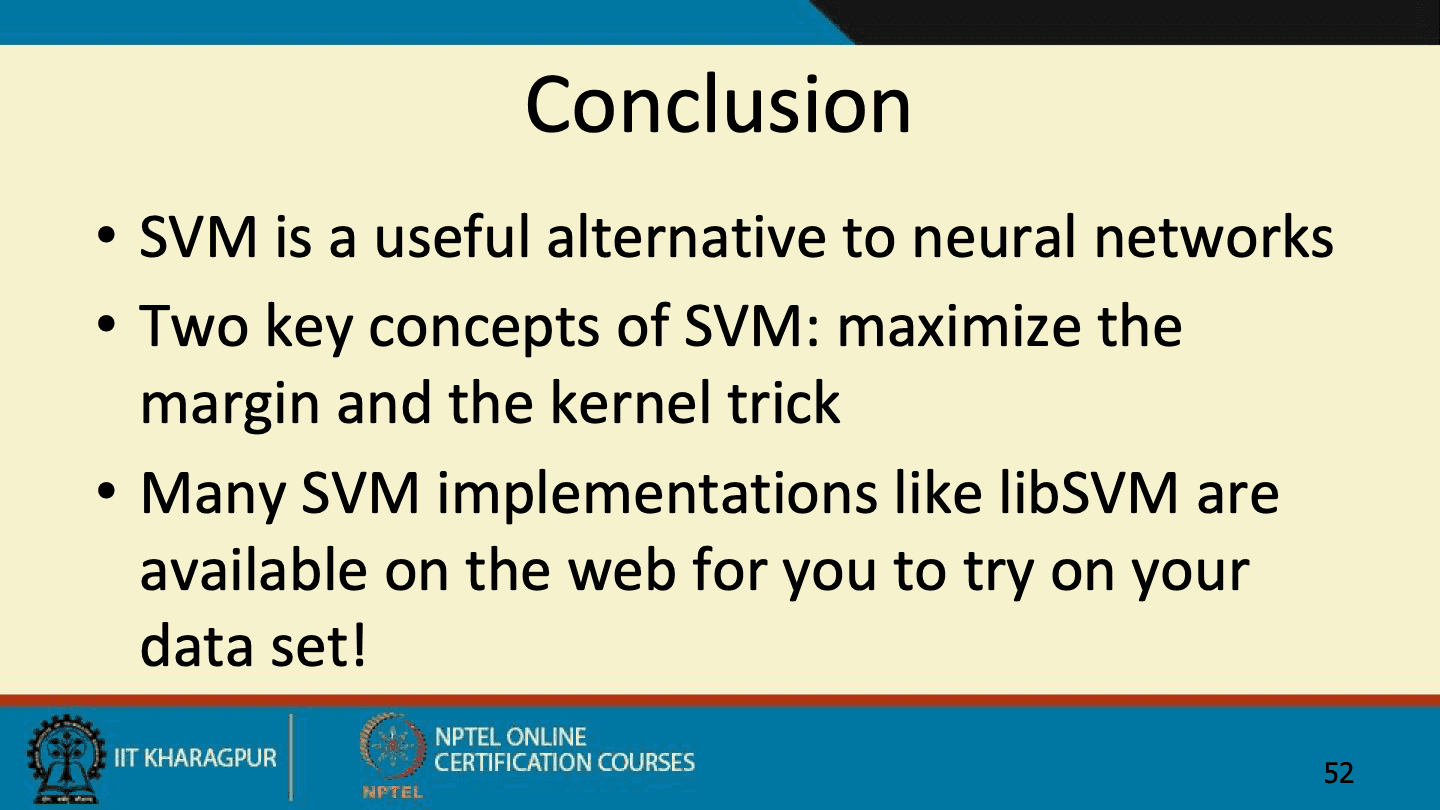 Conclusion
• SVM is a useful alternative to neural networks
• Two key concepts of SVM: maximize the
margin and the kernel trick
• Many SVM implementations like libSVM are
available on the web for you to try on your
data set!
IIT KHARAGPUR
NPTEL ONLINE
CERTIFICATION COURSES
NPTEL
52